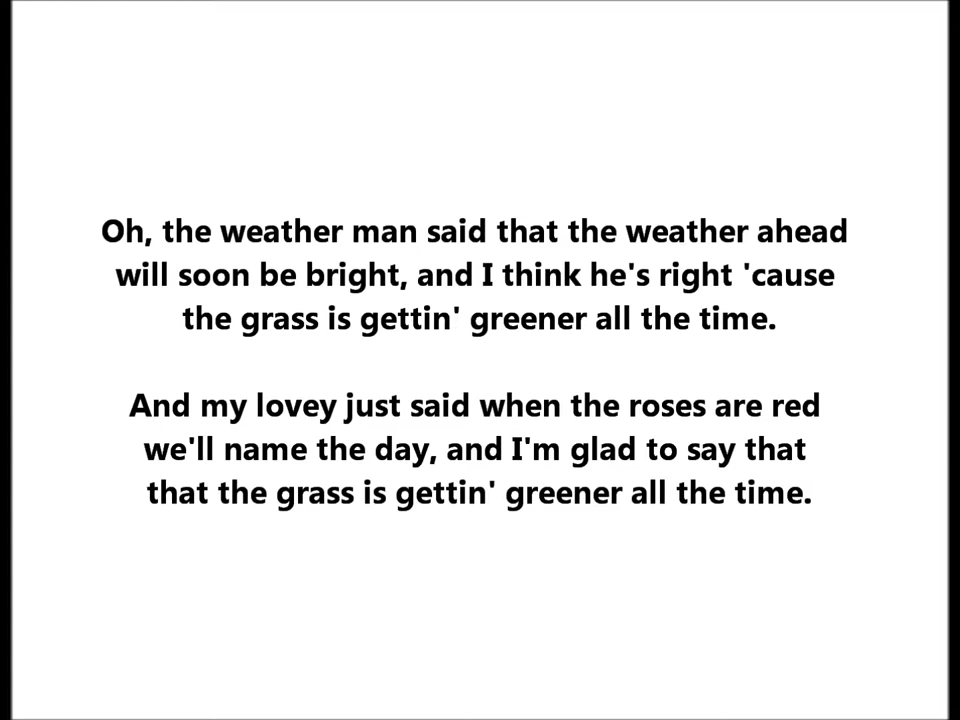 Oh, the weather man said that the weather ahead
will soon be bright, and I think he's right 'cause
the grass is gettin' greener all the time.
And my lovey just said when the roses are red
we'll name the day, and I'm glad to say that
that the grass is gettin' greener all the time.